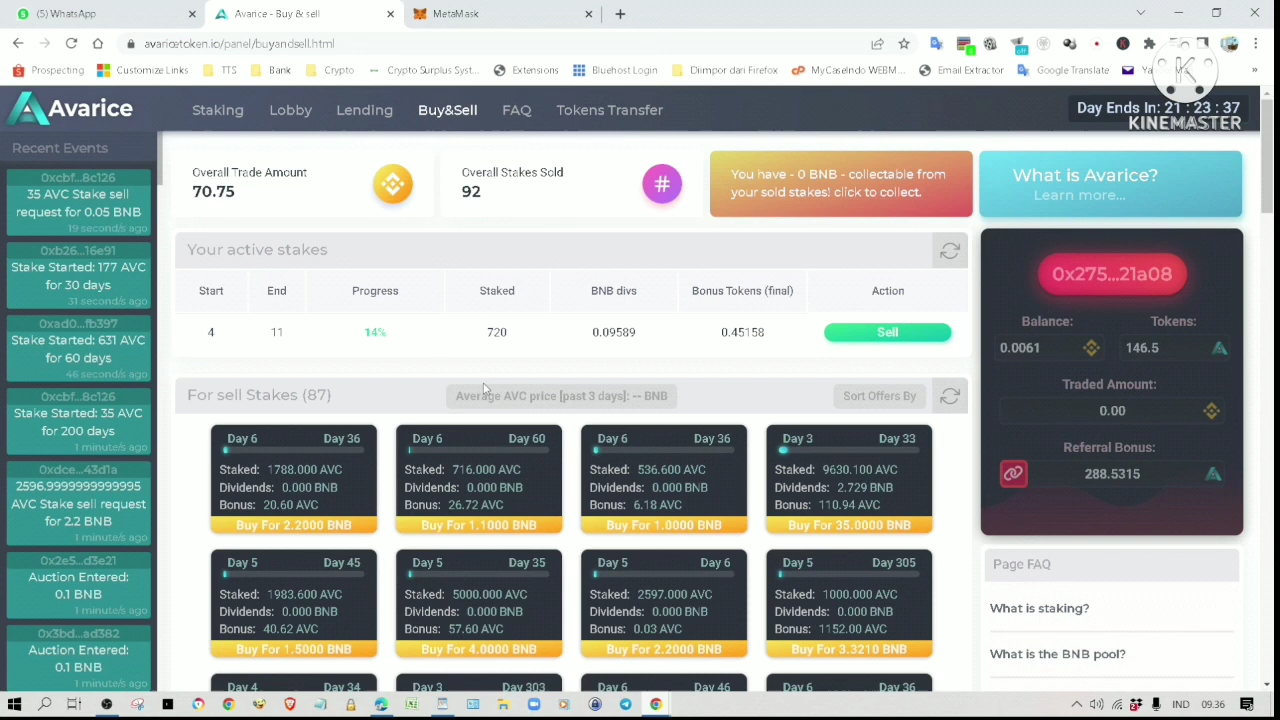 (5) WhatsApp
Avarice - Buy & sell
MetaMask
avaricetoken.io/panel/buyandsell.html
Prospecting
Customize Links
TTS
Bank
Crypto
Crypto Siplus Syst...
Extensions
Bluehost Login
Diimpor dari Firefox
MyCaseIndo WEBM...
Email Extractor
Google Translate
K
KINEMASTER
Avarice
Staking
Lobby
Lending
Buy&Sell
FAQ
Tokens Transfer
Day Ends In: 21 : 23 : 37
Recent Events
0xcbf...8c126
35 AVC Stake sell
request for 0.05 BNB
19 second/s ago
0xb26...16e91
Stake Started: 177 AVC
for 30 days
31 second/s ago
0xad0...fb397
Stake Started: 631 AVC
for 60 days
46 second/s ago
0xcbf...8c126
Stake Started: 35 AVC
for 200 days
1 minute/s ago
0xdce...43d1a
2596.9999999999995
AVC Stake sell request
for 2.2 BNB
1 minute/s ago
0x2e5...d3e21
Auction Entered:
0.1 BNB
1 minute/s ago
0x3bd...ad382
Auction Entered:
0.1 BNB
1 minute/s ago
Overall Trade Amount
70.75
Overall Stakes Sold
92
#
You have - 0 BNB - collectable from
your sold stakes! click to collect.
What is Avarice?
Learn more...
Your active stakes
Start End Progress Staked BNB divs Bonus Tokens (final) Action
4 11 14% 720 0.09589 0.45158 Sell
For sell Stakes (87)
Average AVC price [past 3 days]: -- BNB
Sort Offers By
Day 6 Day 36
Staked: 1788.000 AVC
Dividends: 0.000 BNB
Bonus: 20.60 AVC
Buy For 2.2000 BNB
Day 6 Day 60
Staked: 716.000 AVC
Dividends: 0.000 BNB
Bonus: 26.72 AVC
Buy For 1.1000 BNB
Day 6 Day 36
Staked: 536.600 AVC
Dividends: 0.000 BNB
Bonus: 6.18 AVC
Buy For 1.0000 BNB
Day 3 Day 33
Staked: 9630.100 AVC
Dividends: 2.729 BNB
Bonus: 110.94 AVC
Buy For 35.0000 BNB
Day 5 Day 45
Staked: 1983.600 AVC
Dividends: 0.000 BNB
Bonus: 40.62 AVC
Buy For 1.5000 BNB
Day 5 Day 35
Staked: 5000.000 AVC
Dividends: 0.000 BNB
Bonus: 57.60 AVC
Buy For 4.0000 BNB
Day 5 Day 6
Staked: 2597.000 AVC
Dividends: 0.000 BNB
Bonus: 0.03 AVC
Buy For 2.2000 BNB
Day 5 Day 305
Staked: 1000.000 AVC
Dividends: 0.000 BNB
Bonus: 1152.00 AVC
Buy For 3.3210 BNB
Day 4 Day 34
Day 3 Day 303
Day 6 Day 36
Day 6 Day 36
0x275...21a08
Balance: Tokens:
0.0061 146.5
Traded Amount:
0.00
Referral Bonus:
288.5315
Page FAQ
What is staking?
What is the BNB pool?
IND
09.36